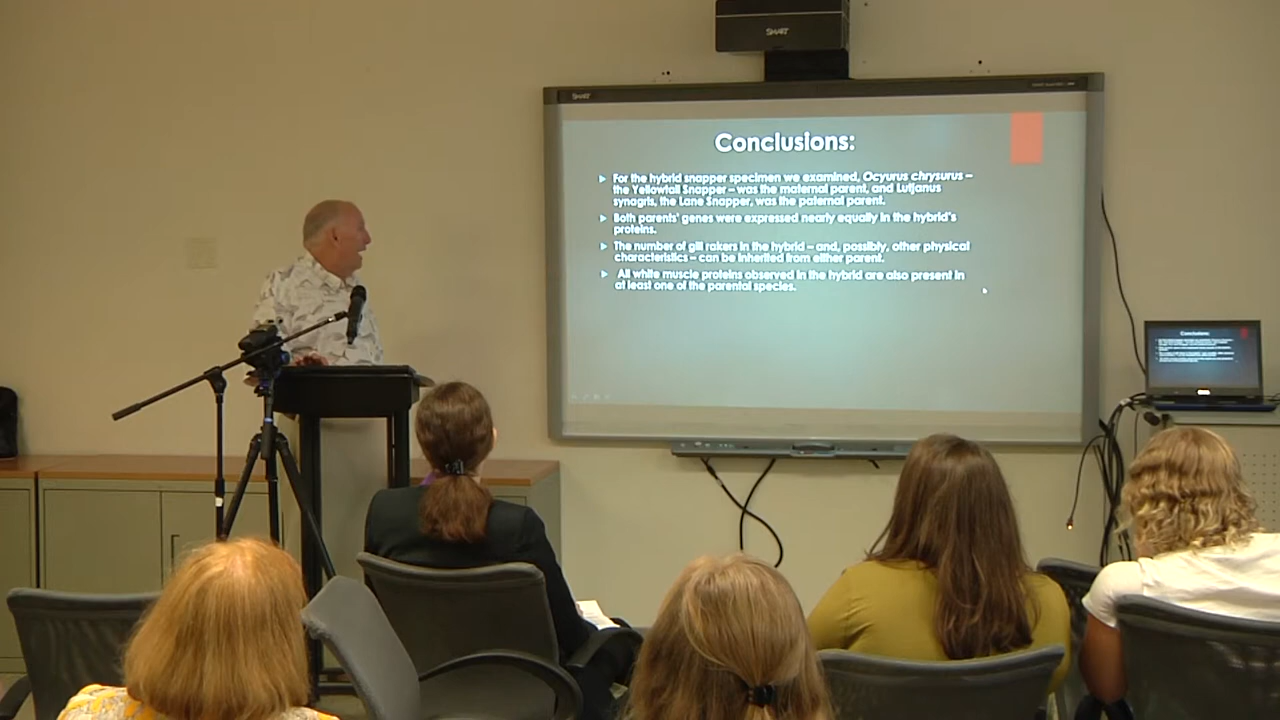 SMART
SMART
Conclusions:
For the hybrid snapper specimen we examined, Ocyurus chrysurus –
the Yellowtail Snapper – was the maternal parent, and Lutjanus
synagris, the Lane Snapper, was the paternal parent.
Both parents' genes were expressed nearly equally in the hybrid's
proteins.
The number of gill rakers in the hybrid – and, possibly, other physical
characteristics – can be inherited from either parent.
All white muscle proteins observed in the hybrid are also present in
at least one of the parental species.
Conclusions: